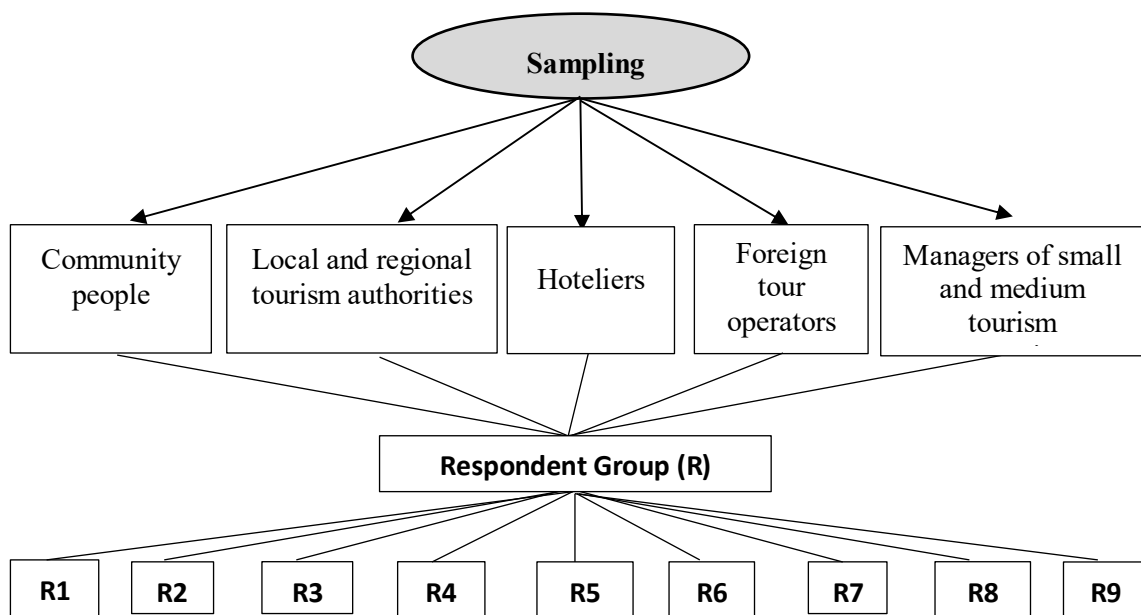 Sampling
Community
people
Local and regional
tourism authorities
Hoteliers
Foreign
tour
operators
Managers of small
and medium
tourism
Respondent Group (R)
R1
R2
R3
R4
R5
R6
R7
R8
R9